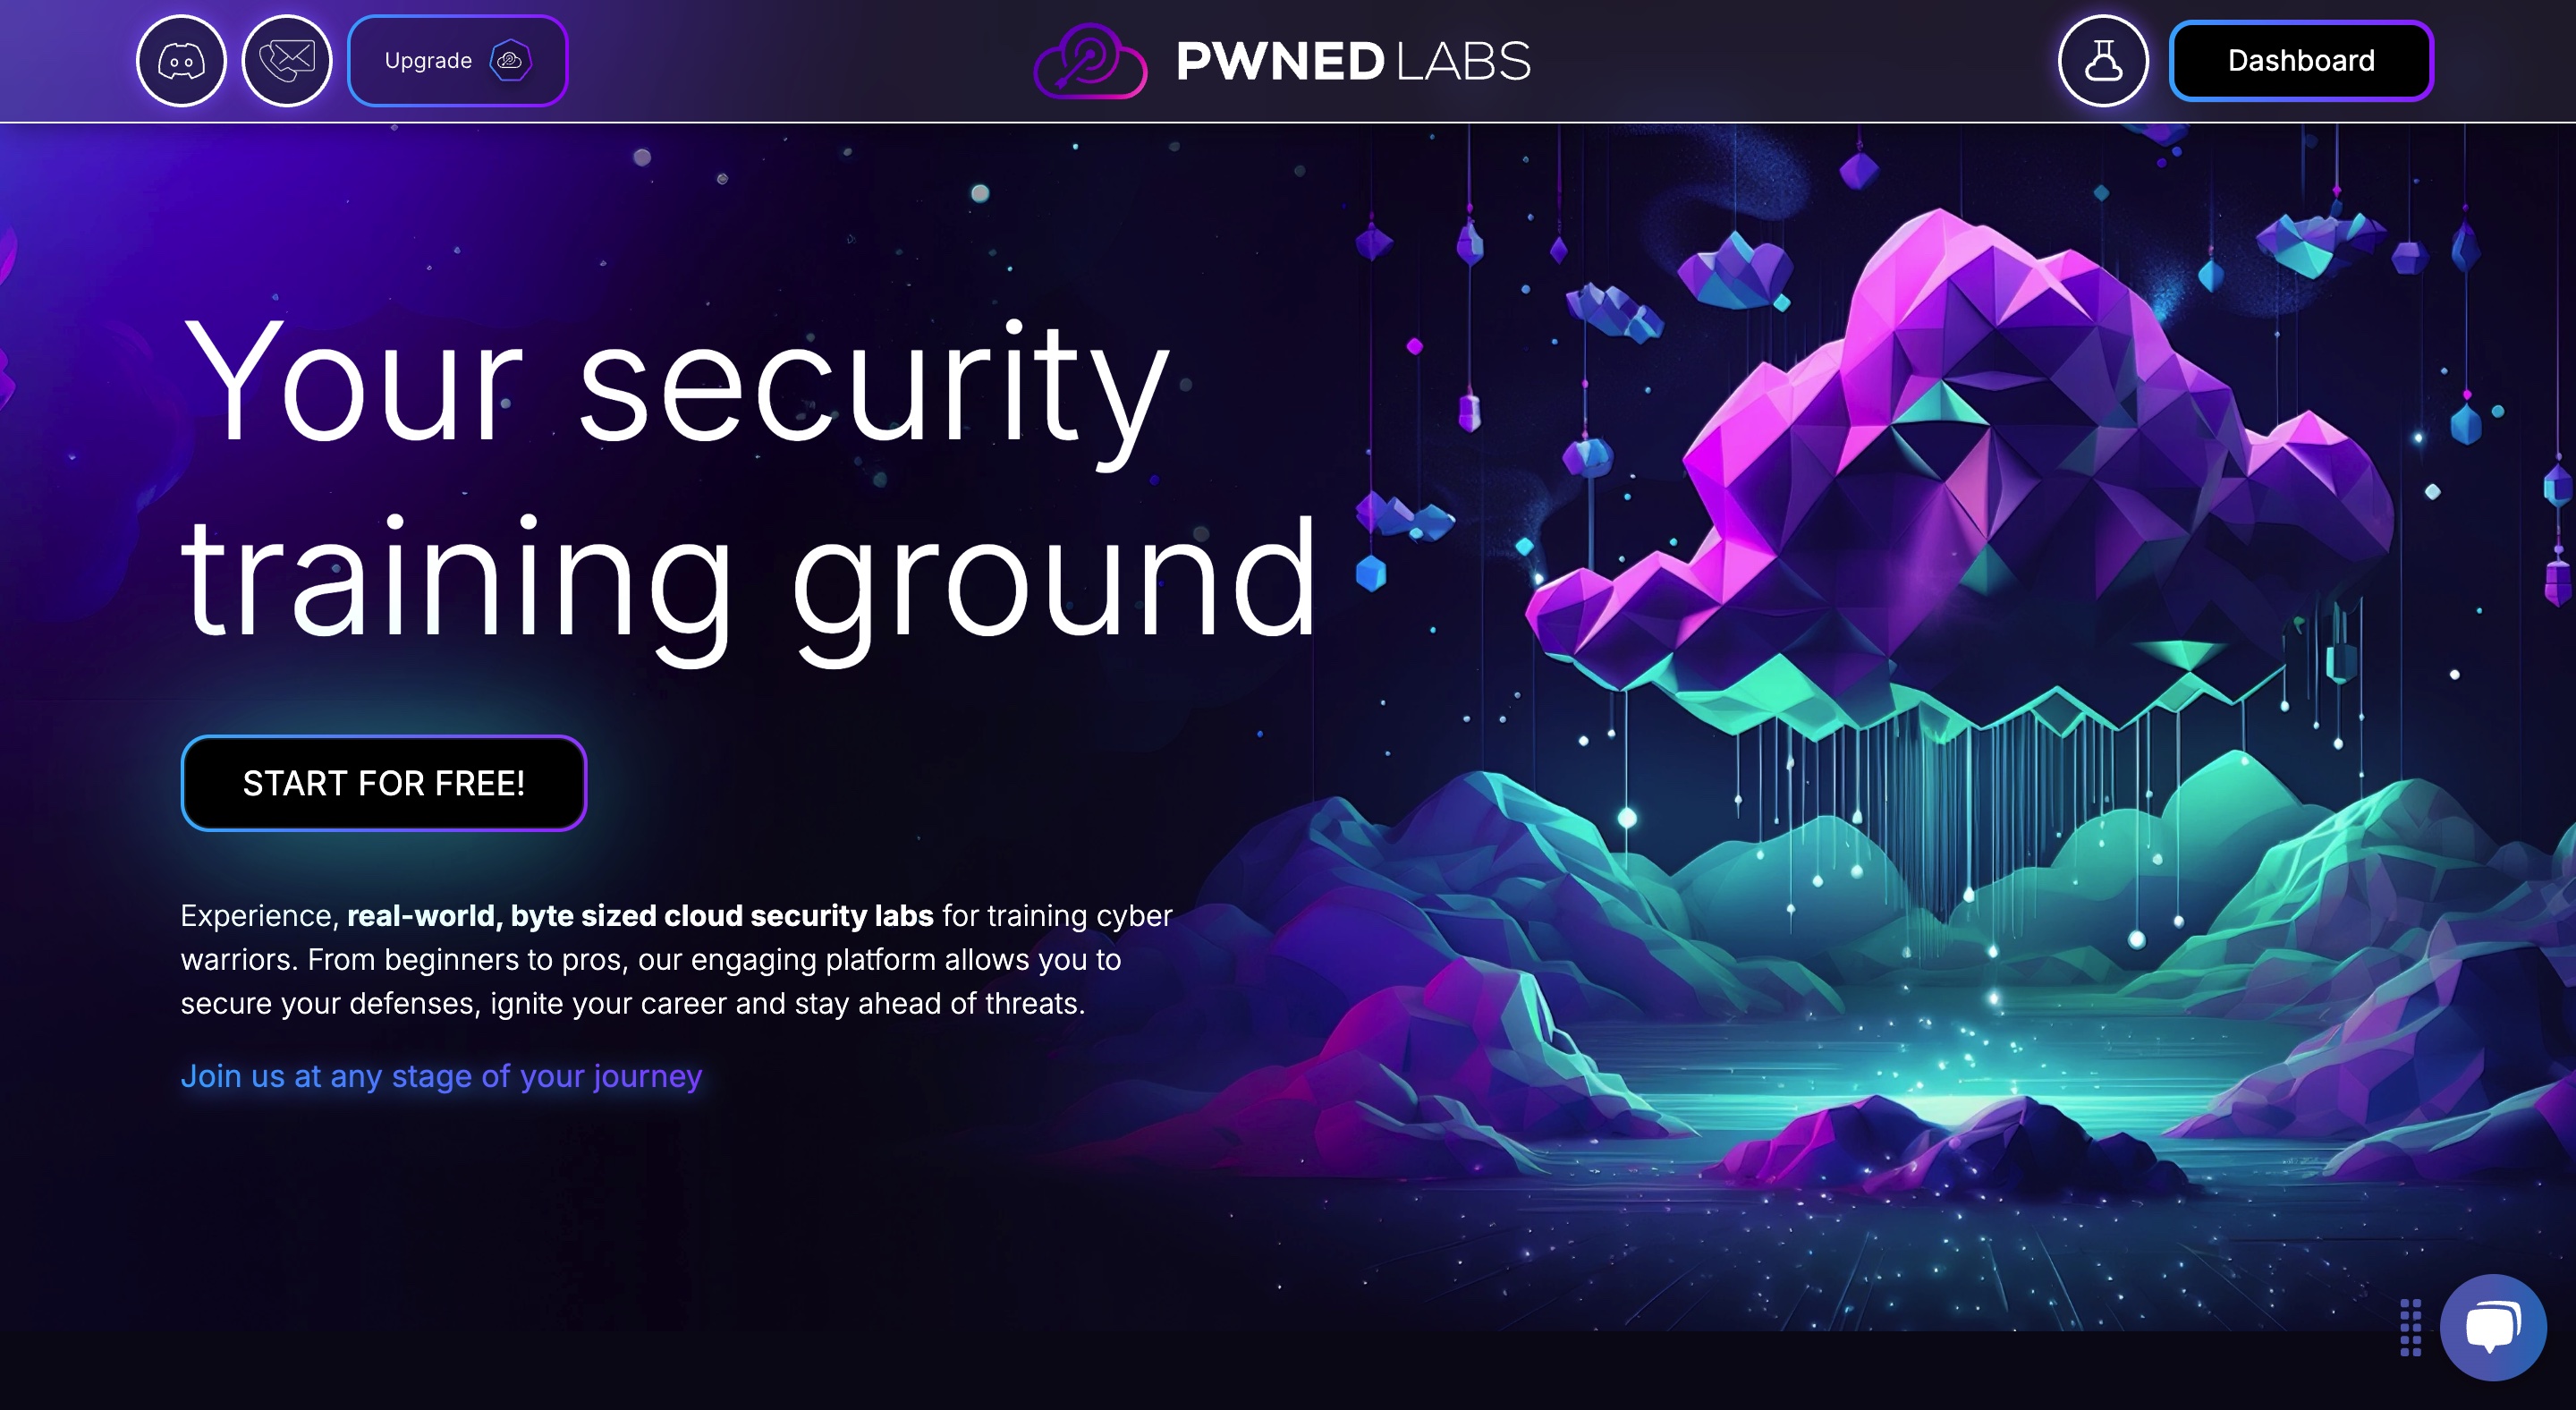 Upgrade
PWNED LABS
Dashboard
Your security
training ground
START FOR FREE!
Experience, real-world, byte sized cloud security labs for training cyber
warriors. From beginners to pros, our engaging platform allows you to
secure your defenses, ignite your career and stay ahead of threats.
Join us at any stage of your journey